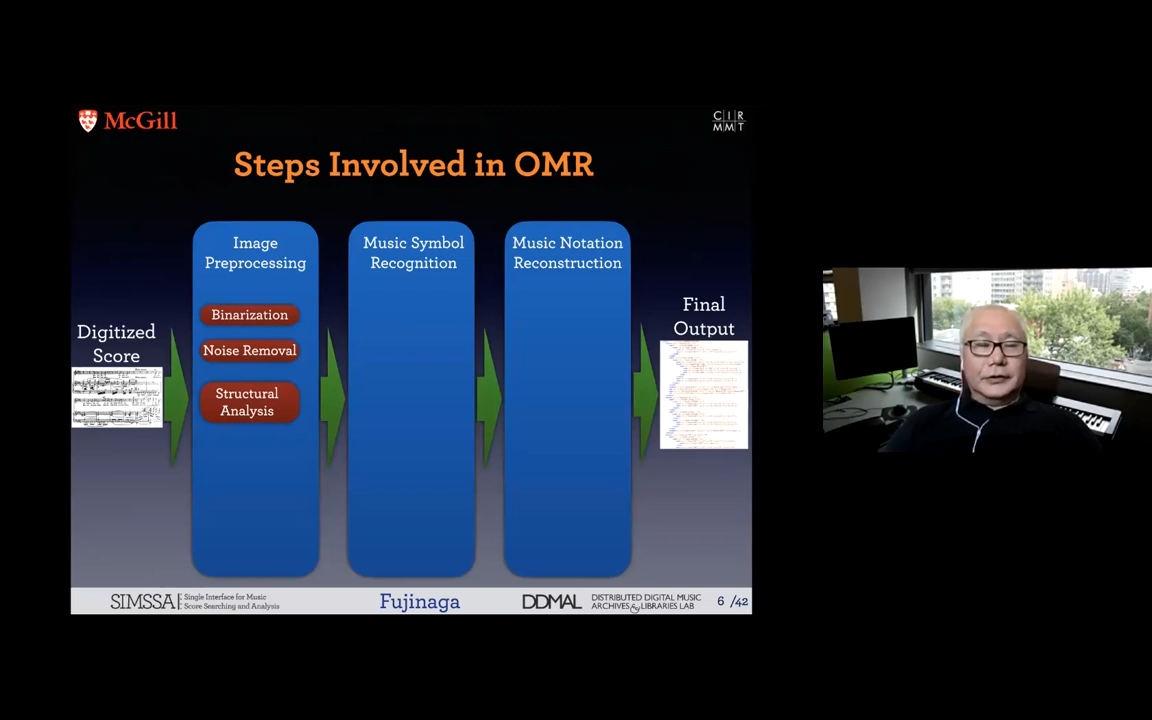 McGill
C I R
M M T
Steps Involved in OMR
Digitized
Score
Image
Preprocessing
Binarization
Noise Removal
Structural
Analysis
Music Symbol
Recognition
Music Notation
Reconstruction
Final
Output
SIMSSA
Single Interface for Music
Score Searching and Analysis
Fujinaga
DDMAL
DISTRIBUTED DIGITAL MUSIC
ARCHIVES & LIBRARIES LAB
6 /42